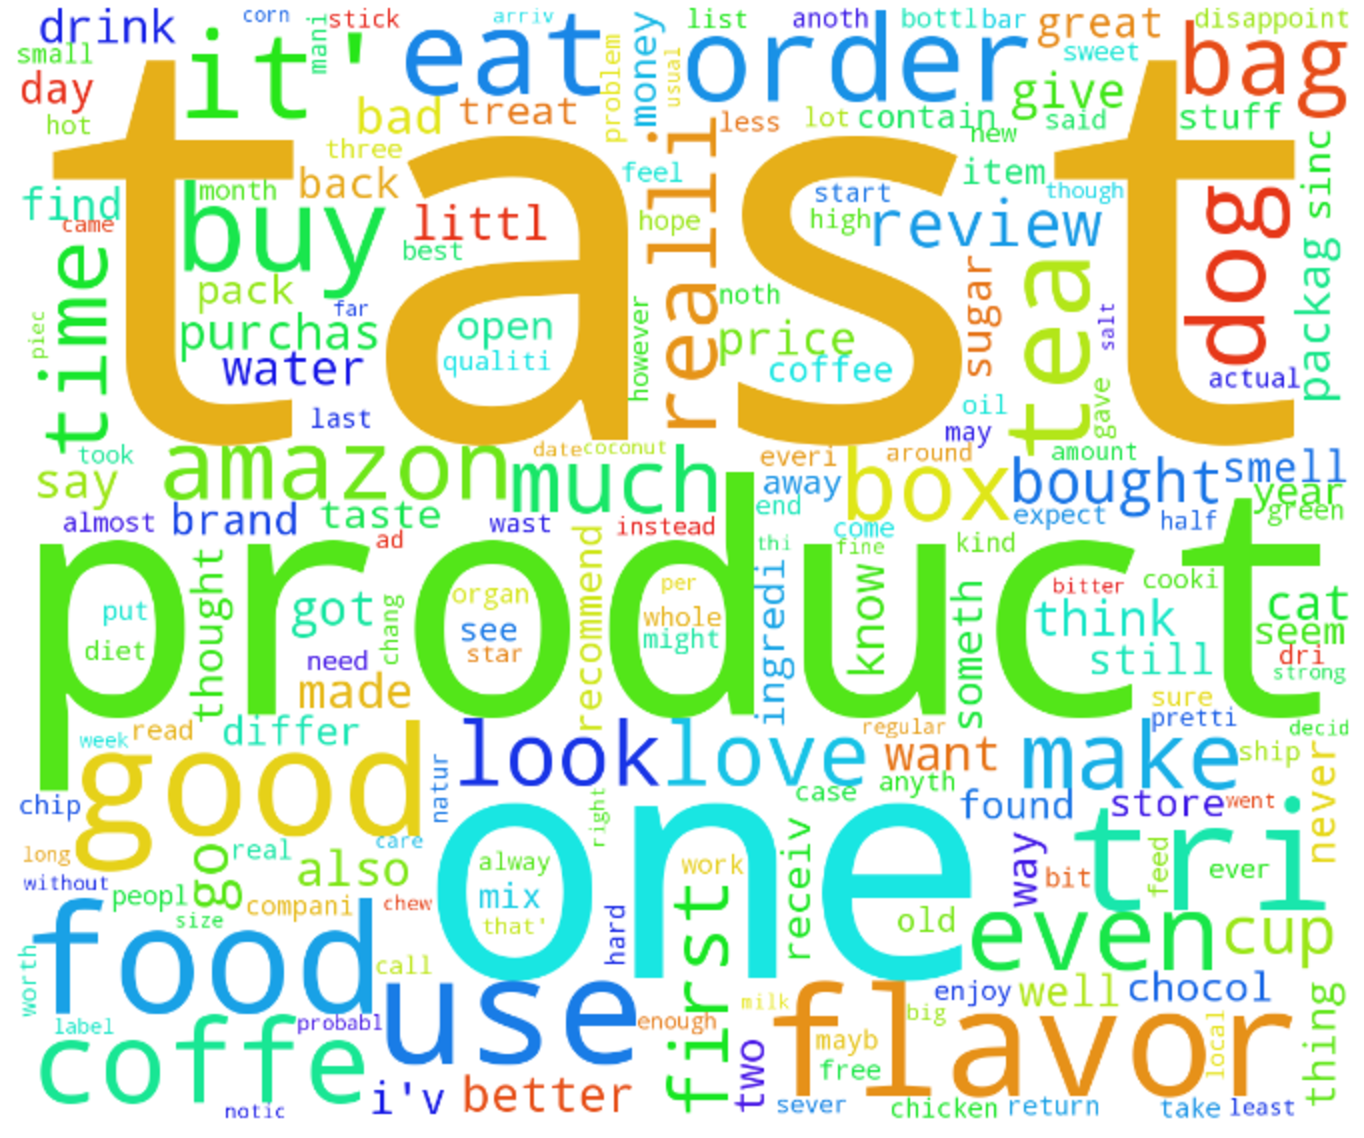 drink
corn
stick
arriv
list
anoth
bottl
bar
great
disappoint
small
it'
mani
eat
problem
money
usual
order
sweet
bag
day
give
hot
bad
treat
less
lot
contain
new
said
stuff
three
tast
month
back
feel
realli
start
item
though
sinc
find
came
buy
littl
best
hope
high
review
dog
time
pack
far
noth
sugar
tea
salt
packag
piec
purchas
open
however
price
water
qualiti
coffee
actual
last
oil
may
gave
took
say
amazon
date
coconut
much
everi
away
around
box
amount
bought
smell
year
almost
brand
taste
wast
instead
end
come
expect
half
green
ad
recommend
thi
fine
kind
product
thought
put
diet
got
chang
organ
see
star
per
whole
might
ingredi
know
someth
bitter
cooki
think
cat
seem
still
dri
strong
need
made
sure
pretti
decid
week
read
differ
look
love
regular
want
make
ship
good
natur
anyth
case
found
store
went
never
chip
right
long
go
real
care
also
one
alway
work
receiv
way
bit
tri
feed
ever
without
peopl
size
compani
chew
mix
that'
hard
first
old
even
cup
food
worth
call
use
enjoy
well
chocol
thing
label
probabl
enough
milk
flavor
big
local
coffe
mayb
free
two
i'v
better
notic
sever
chicken
return
take
least